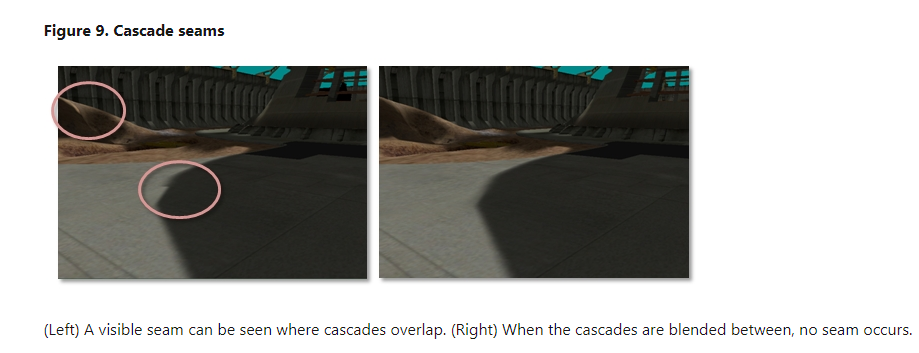 Figure 9. Cascade seams
(Left) A visible seam can be seen where cascades overlap. (Right) When the cascades are blended between, no seam occurs.